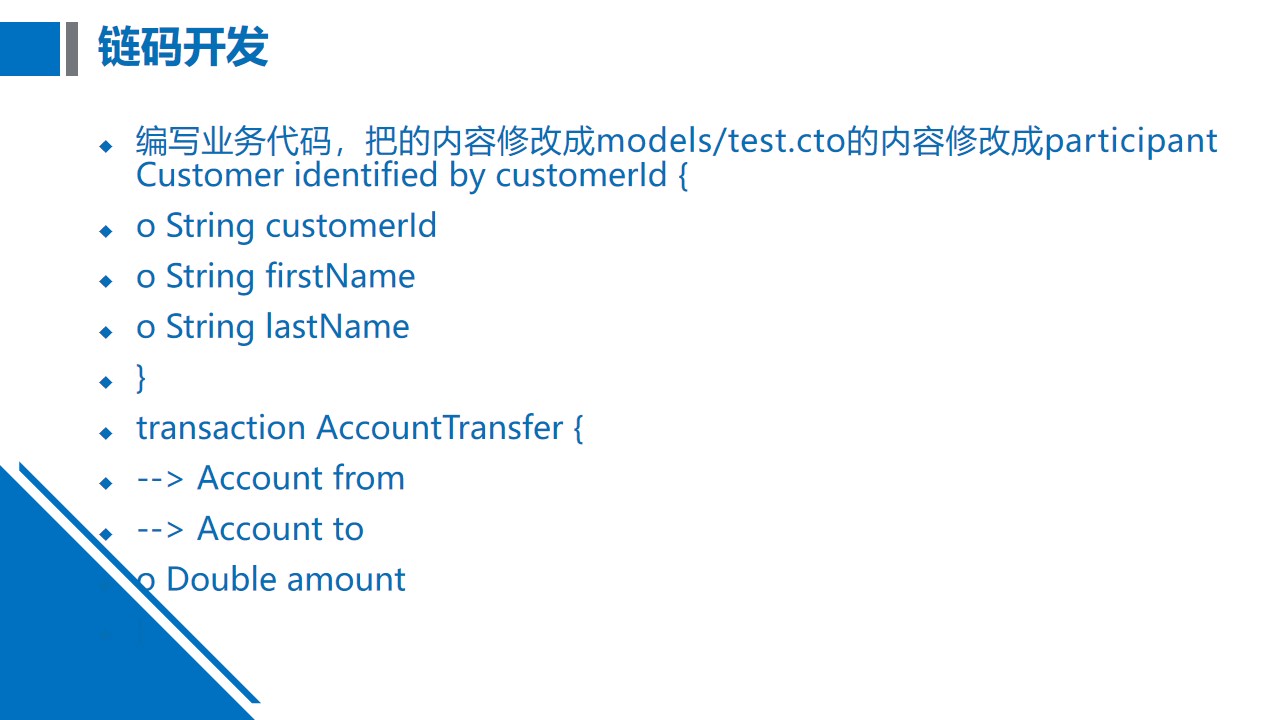 链码开发
编写业务代码，把的内容修改成models/test.cto的内容修改成participant
Customer identified by customerId {
o String customerId
o String firstName
o String lastName
}
transaction AccountTransfer {
--> Account from
--> Account to
o Double amount
}